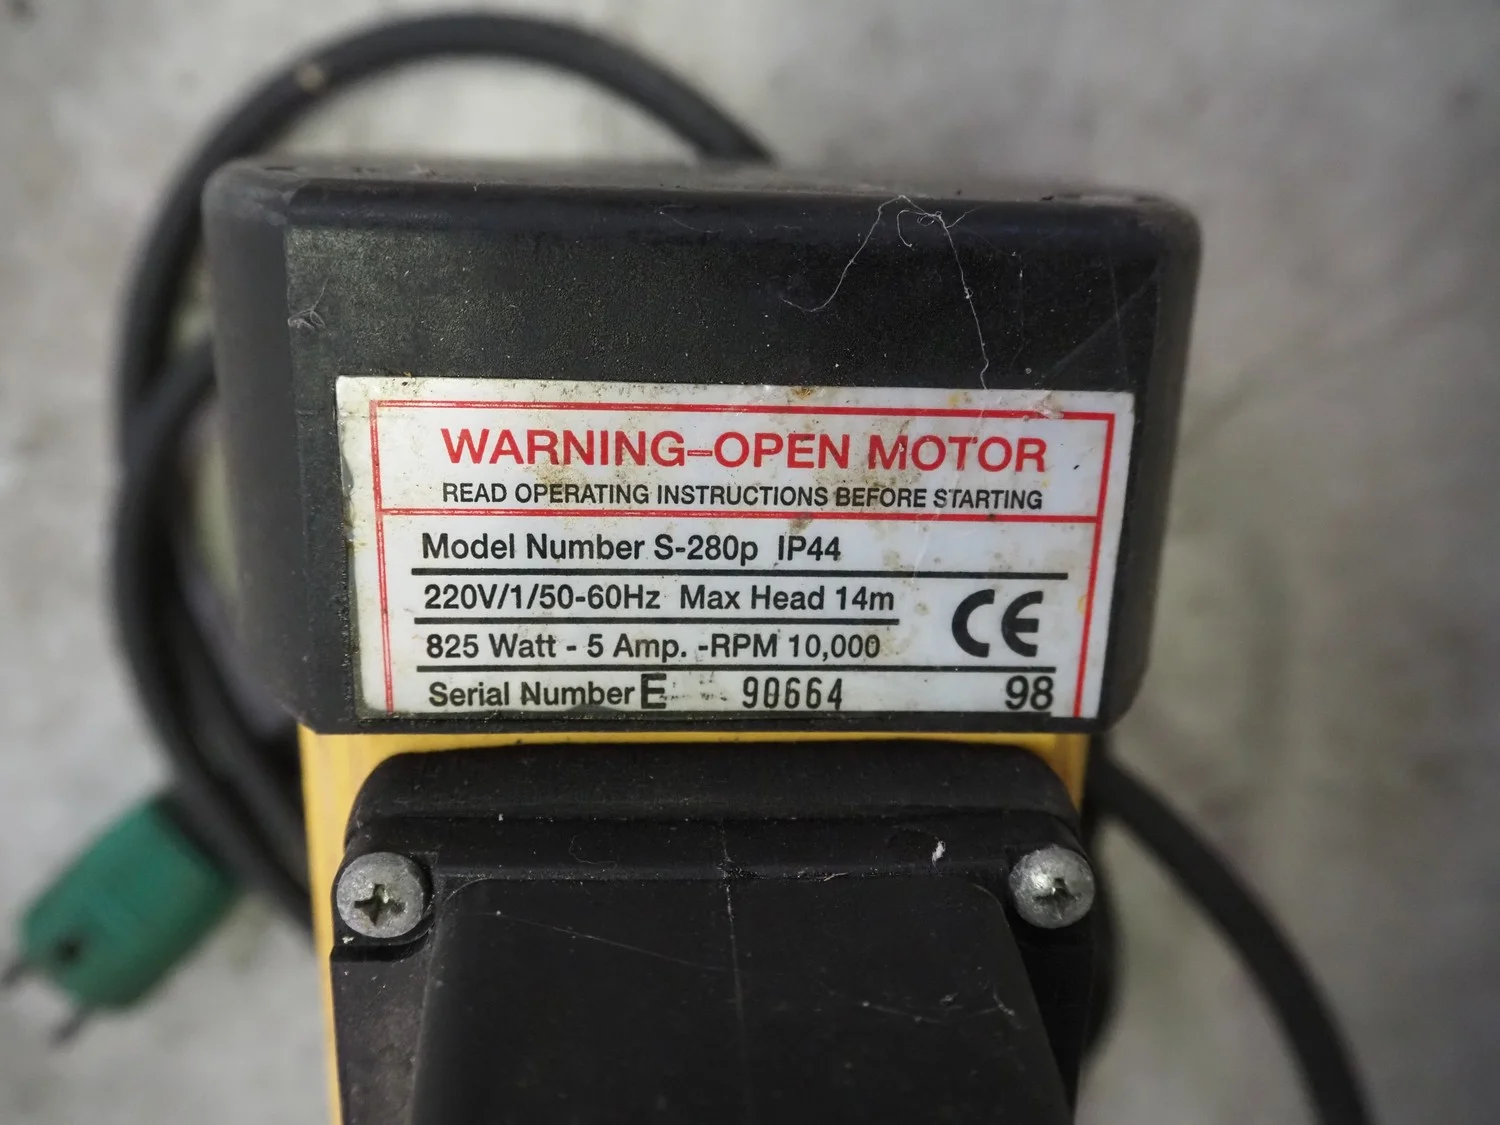 WARNING–OPEN MOTOR
READ OPERATING INSTRUCTIONS BEFORE STARTING
Model Number S-280p IP44
220V/1/50-60Hz Max Head 14m
825 Watt - 5 Amp. -RPM 10,000
CE
Serial Number E 90664 98